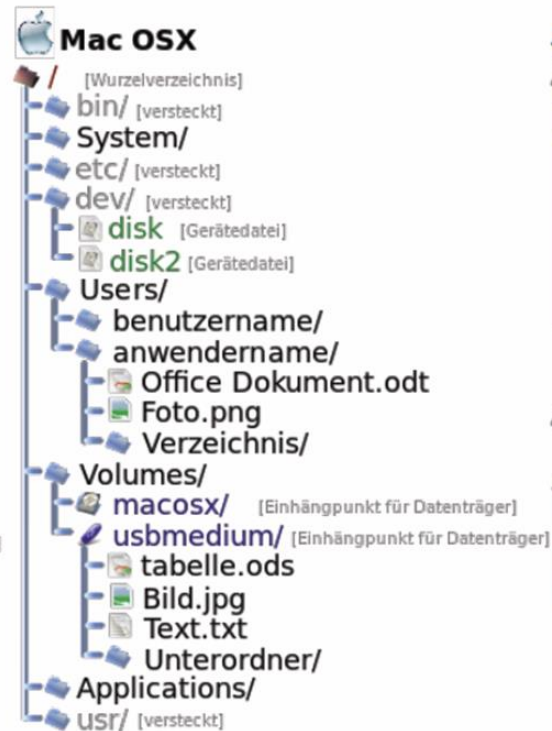 Mac OSX
/ [Wurzelverzeichnis]
bin/ [versteckt]
System/
etc/ [versteckt]
dev/ [versteckt]
disk [Gerätedatei]
disk2 [Gerätedatei]
Users/
benutzername/
anwendername/
Office Dokument.odt
Foto.png
Verzeichnis/
Volumes/
macosx/ [Einhängpunkt für Datenträger]
usbmedium/ [Einhängpunkt für Datenträger]
tabelle.ods
Bild.jpg
Text.txt
Unterordner/
Applications/
usr/ [versteckt]